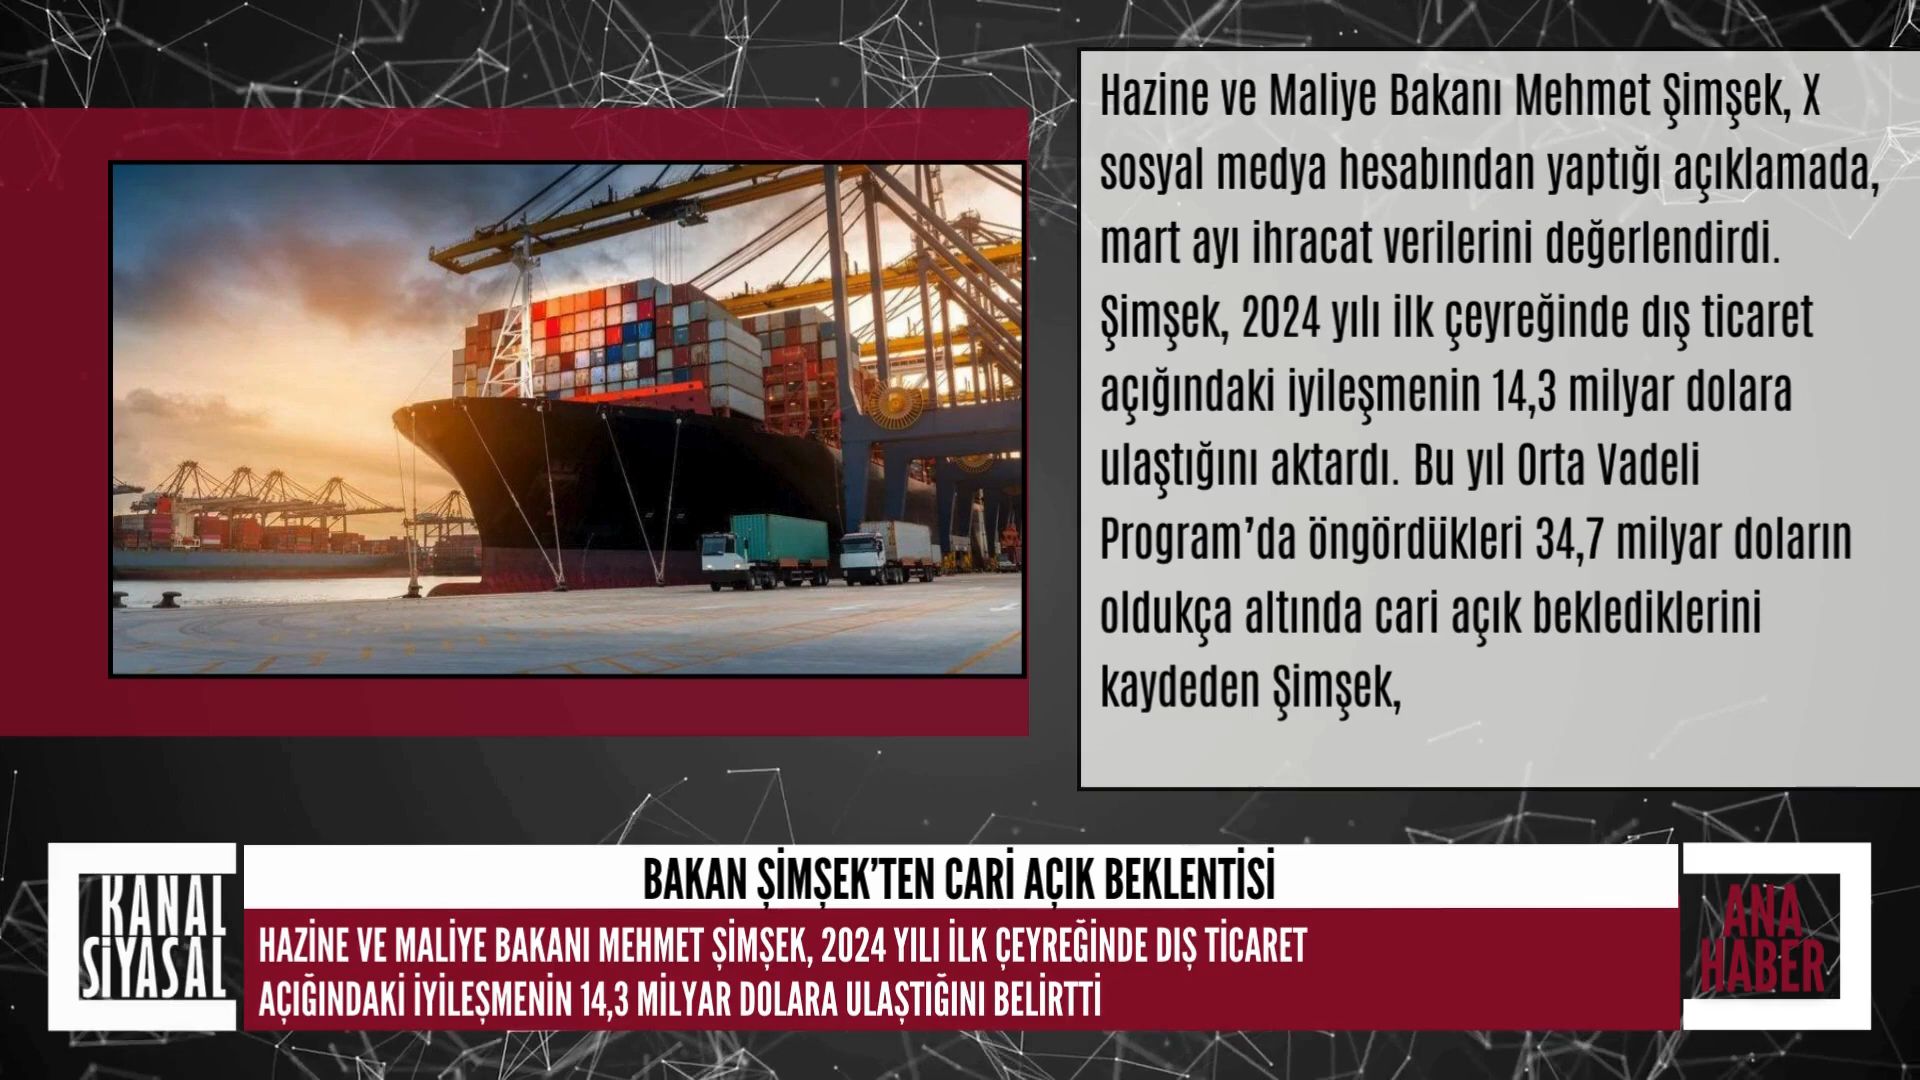 Hazine ve Maliye Bakanı Mehmet Şimşek, X
sosyal medya hesabından yaptığı açıklamada,
mart ayı ihracat verilerini değerlendirdi.
Şimşek, 2024 yılı ilk çeyreğinde dış ticaret
açığındaki iyileşmenin 14,3 milyar dolara
ulaştığını aktardı. Bu yıl Orta Vadeli
Program’da öngördükleri 34,7 milyar doların
oldukça altında cari açık beklediklerini
kaydeden Şimşek,
BAKAN ŞİMŞEK’TEN CARİ AÇIK BEKLENTİSİ
HAZİNE VE MALİYE BAKANI MEHMET ŞİMŞEK, 2024 YILI İLK ÇEYREĞİNDE DIŞ TİCARET
AÇIĞINDAKİ İYİLEŞMENİN 14,3 MİLYAR DOLARA ULAŞTIĞINI BELİRTTİ
KANAL
SİYASAL
ANA
HABER